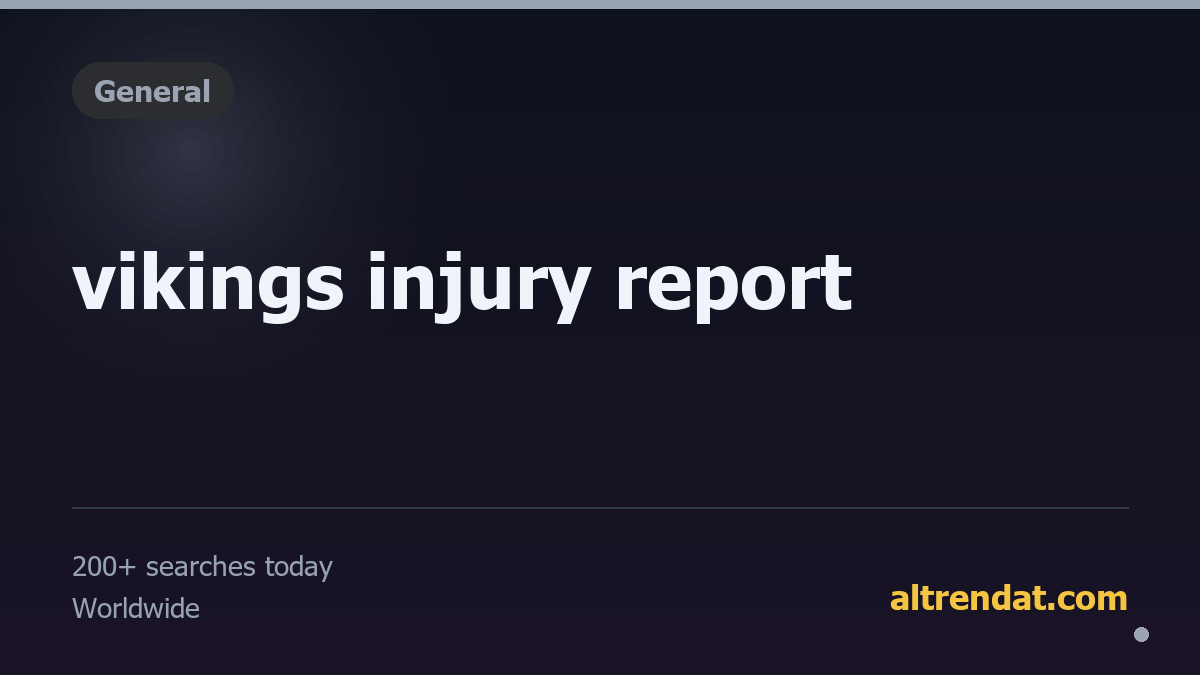 General
vikings injury report
200+ searches today
Worldwide
altrendat.com